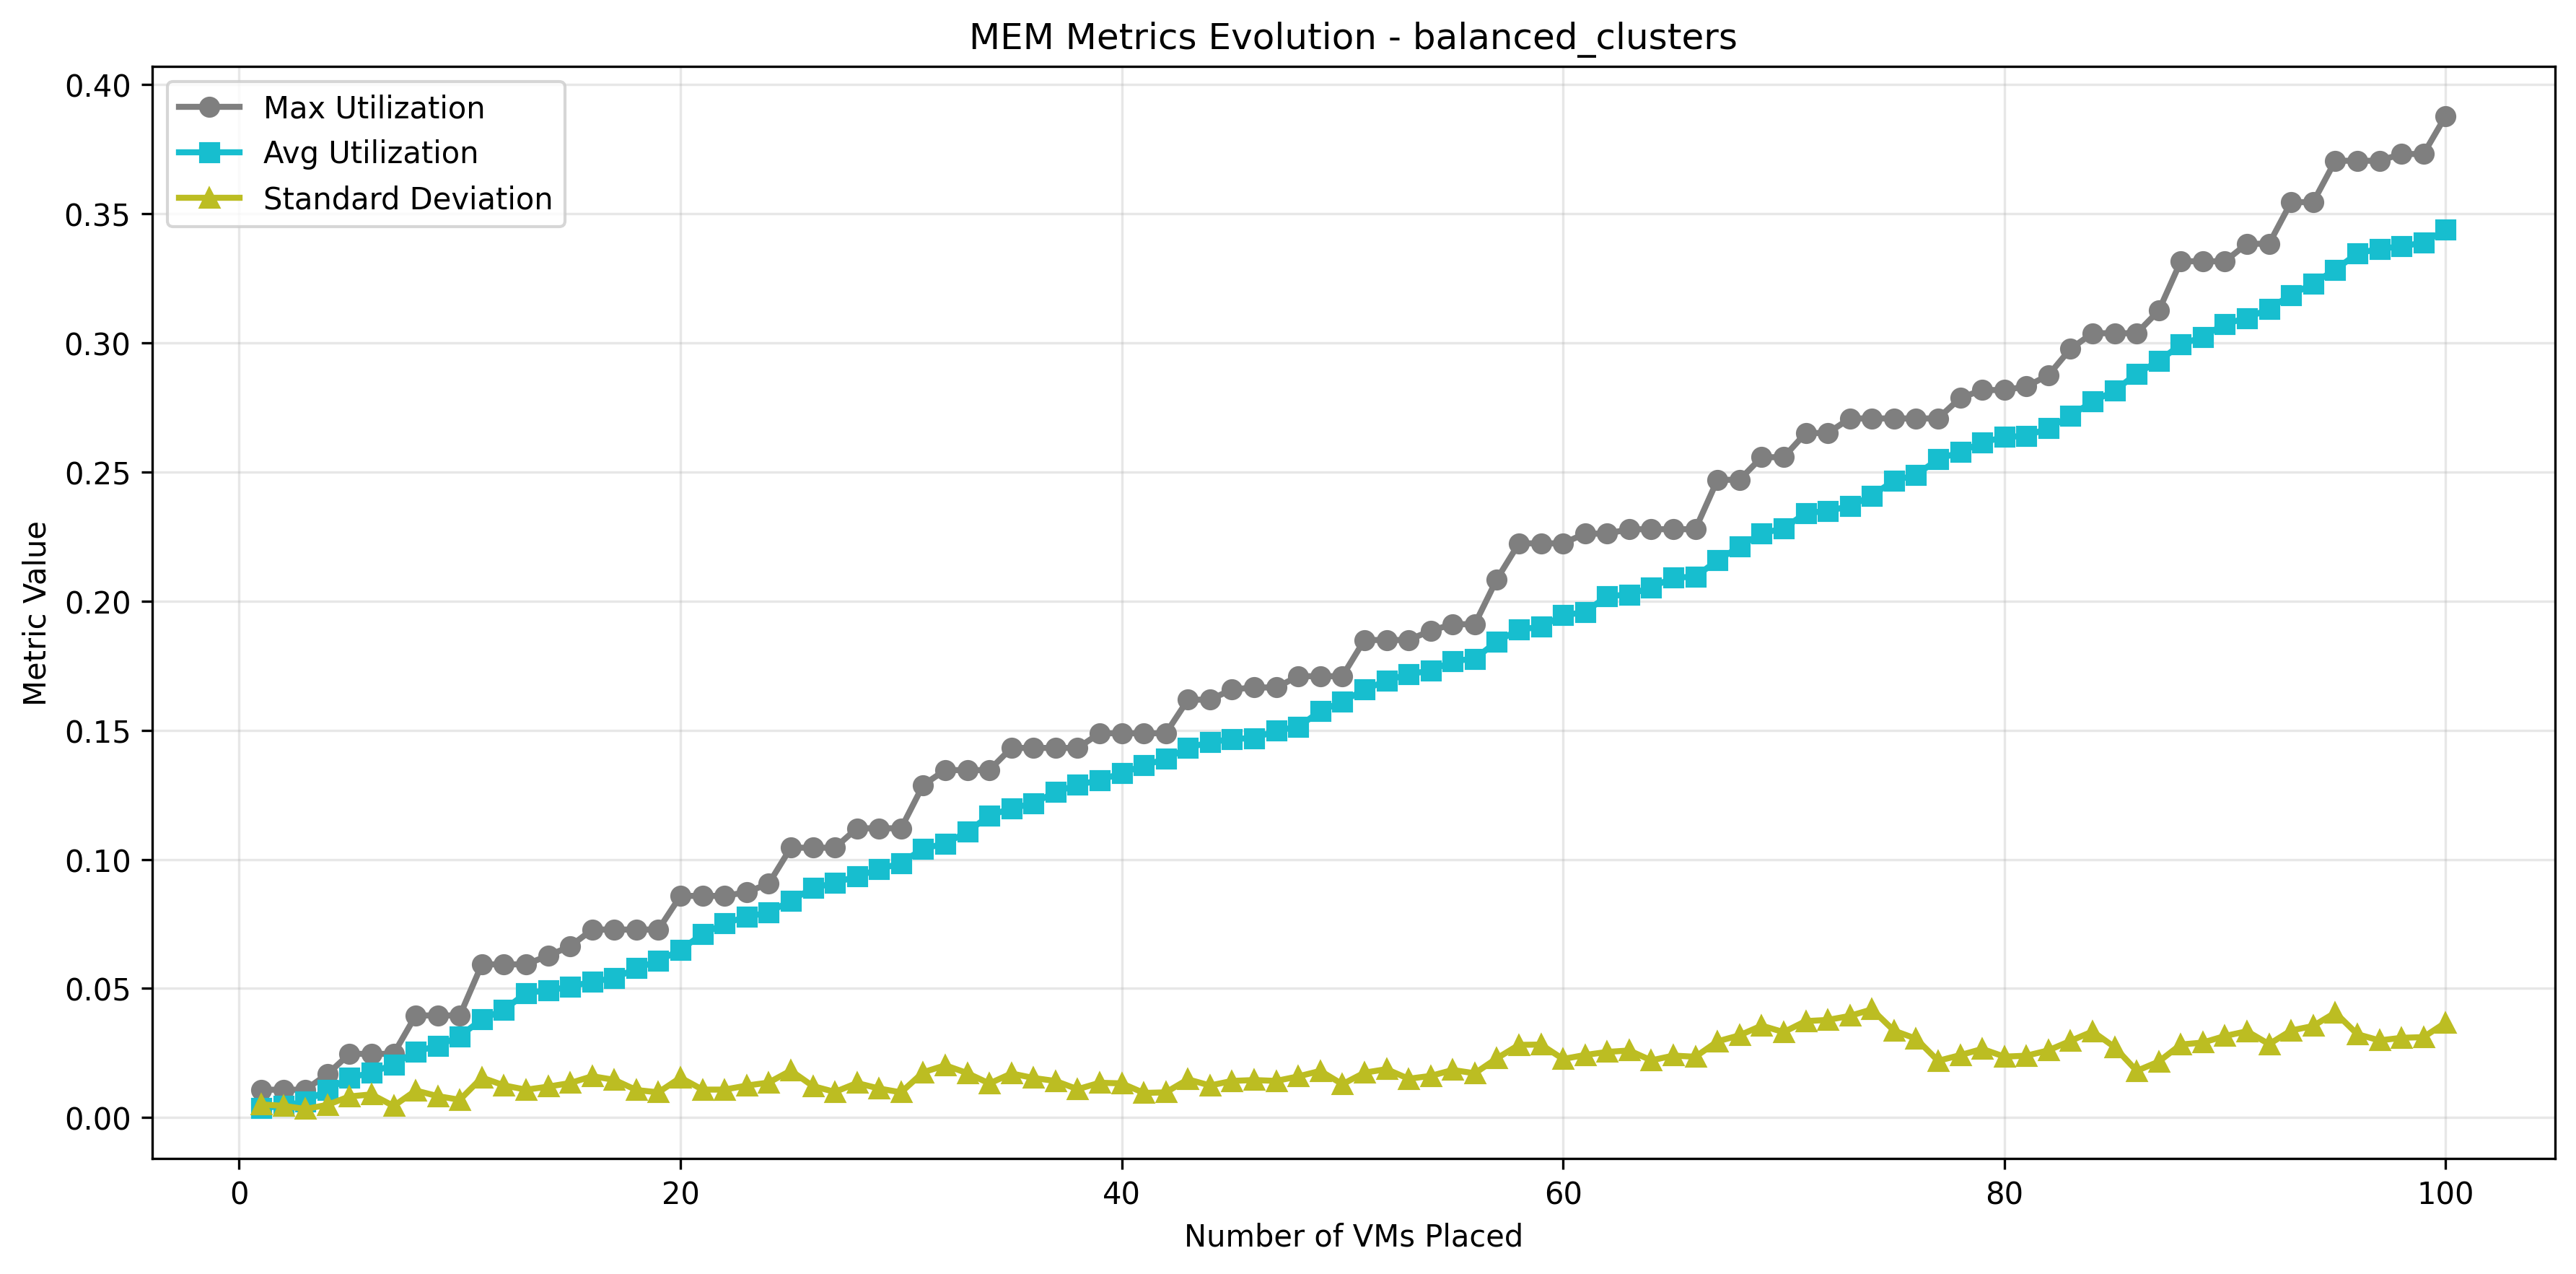 MEM Metrics Evolution - balanced_clusters
Max Utilization
Avg Utilization
Standard Deviation
Metric Value
0.40
0.35
0.30
0.25
0.20
0.15
0.10
0.05
0.00
0 20 40 60 80 100
Number of VMs Placed